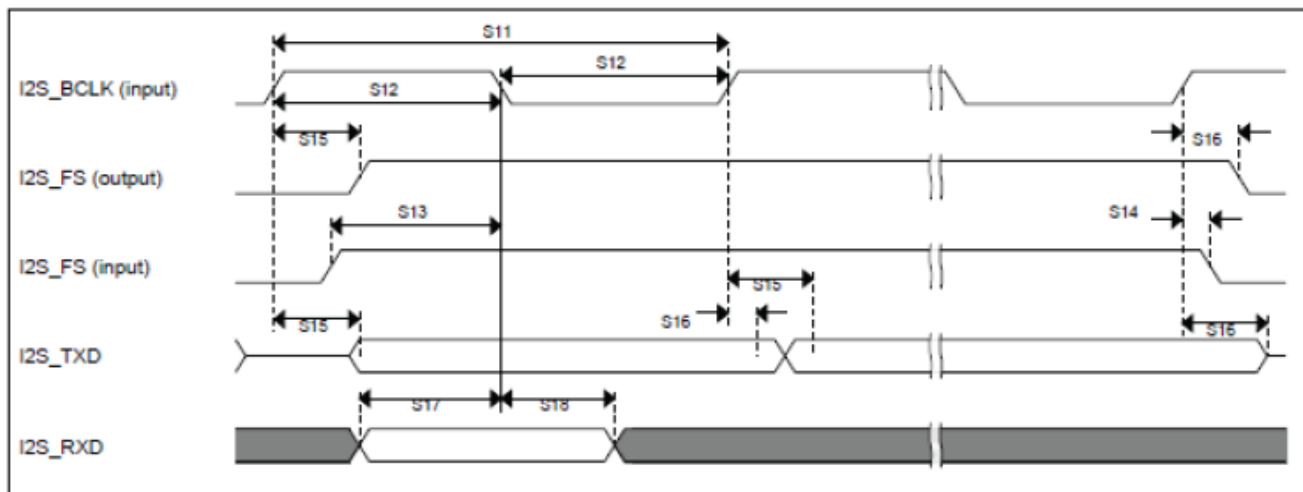 S11
I2S_BCLK (input)
S12
S12
S15
S16
I2S_FS (output)
S13
S14
I2S_FS (input)
S15
S16
S15
S16
I2S_TXD
S17
S18
I2S_RXD